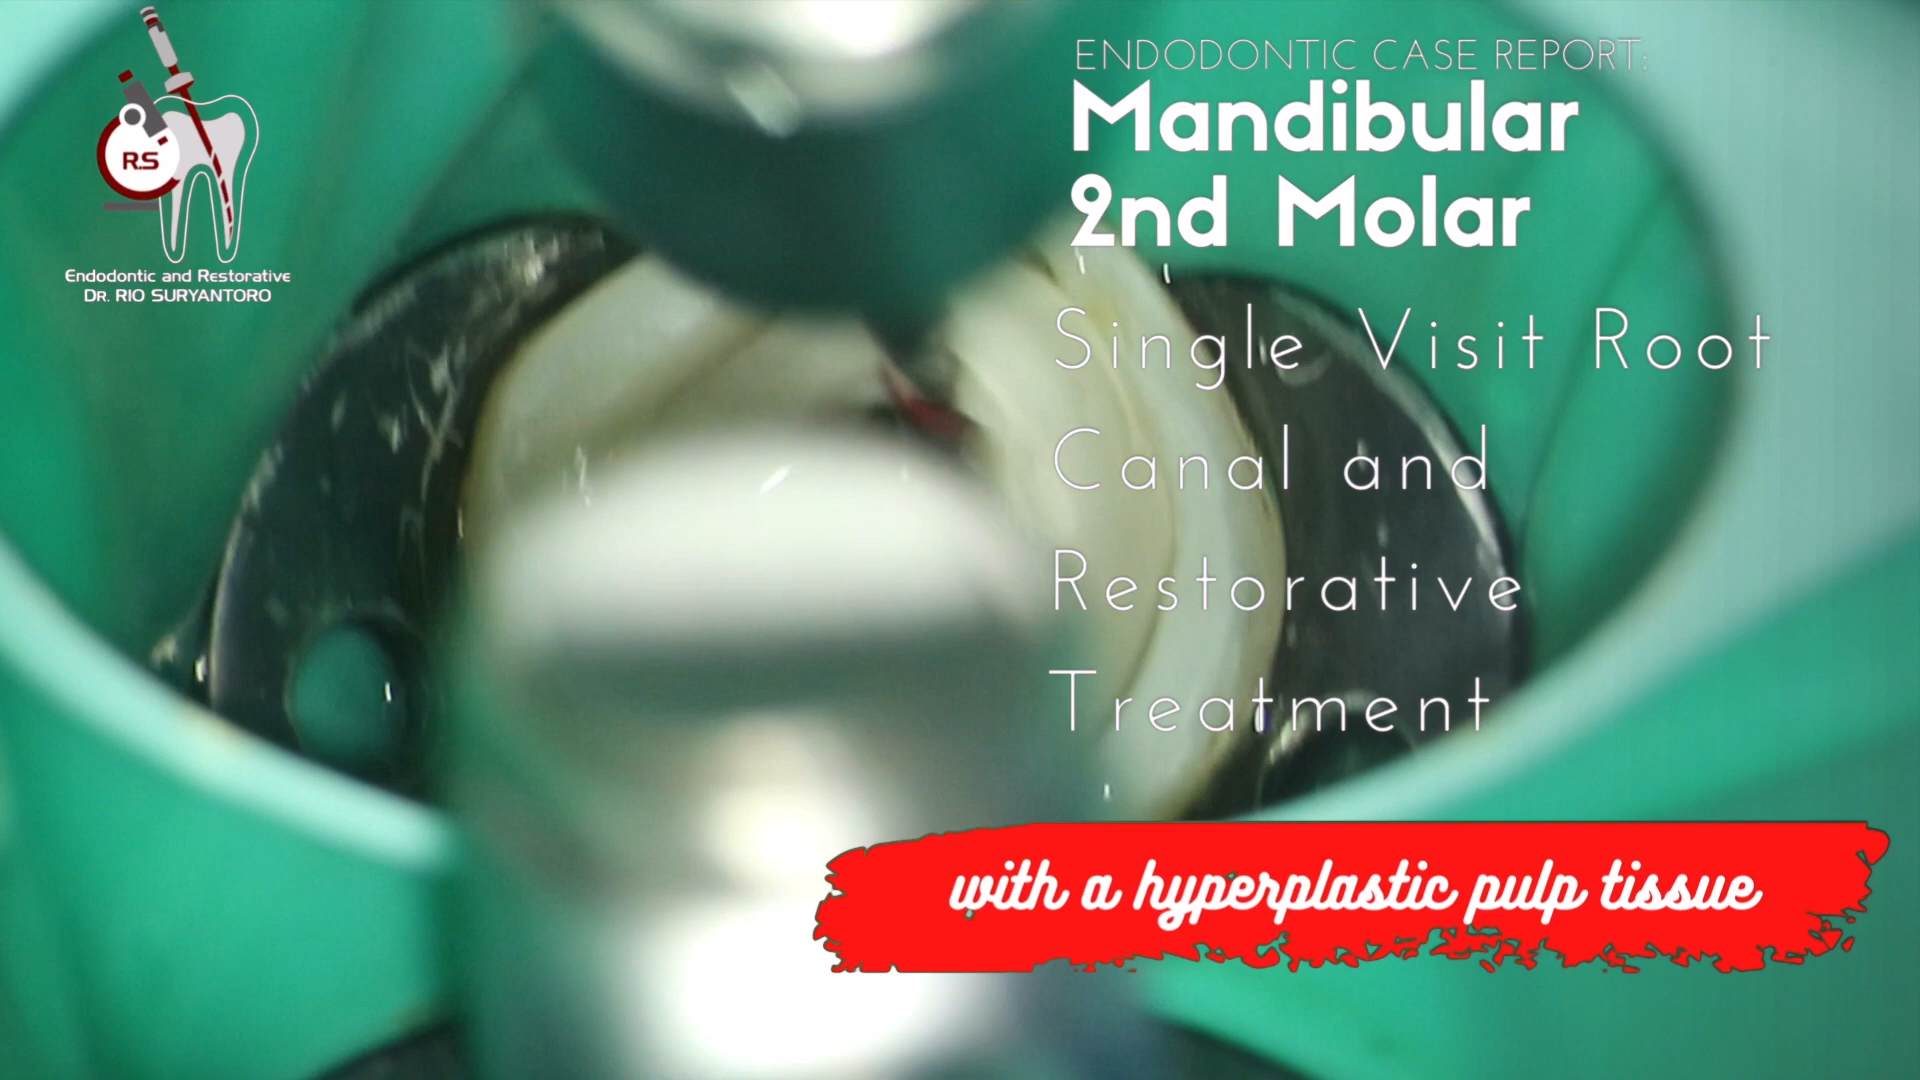 R.S
Endodontic and Restorative
DR. RIO SURYANTORO
ENDODONTIC CASE REPORT:
Mandibular
2nd Molar
Single Visit Root
Canal and
Restorative
Treatment
with a hyperplastic pulp tissue